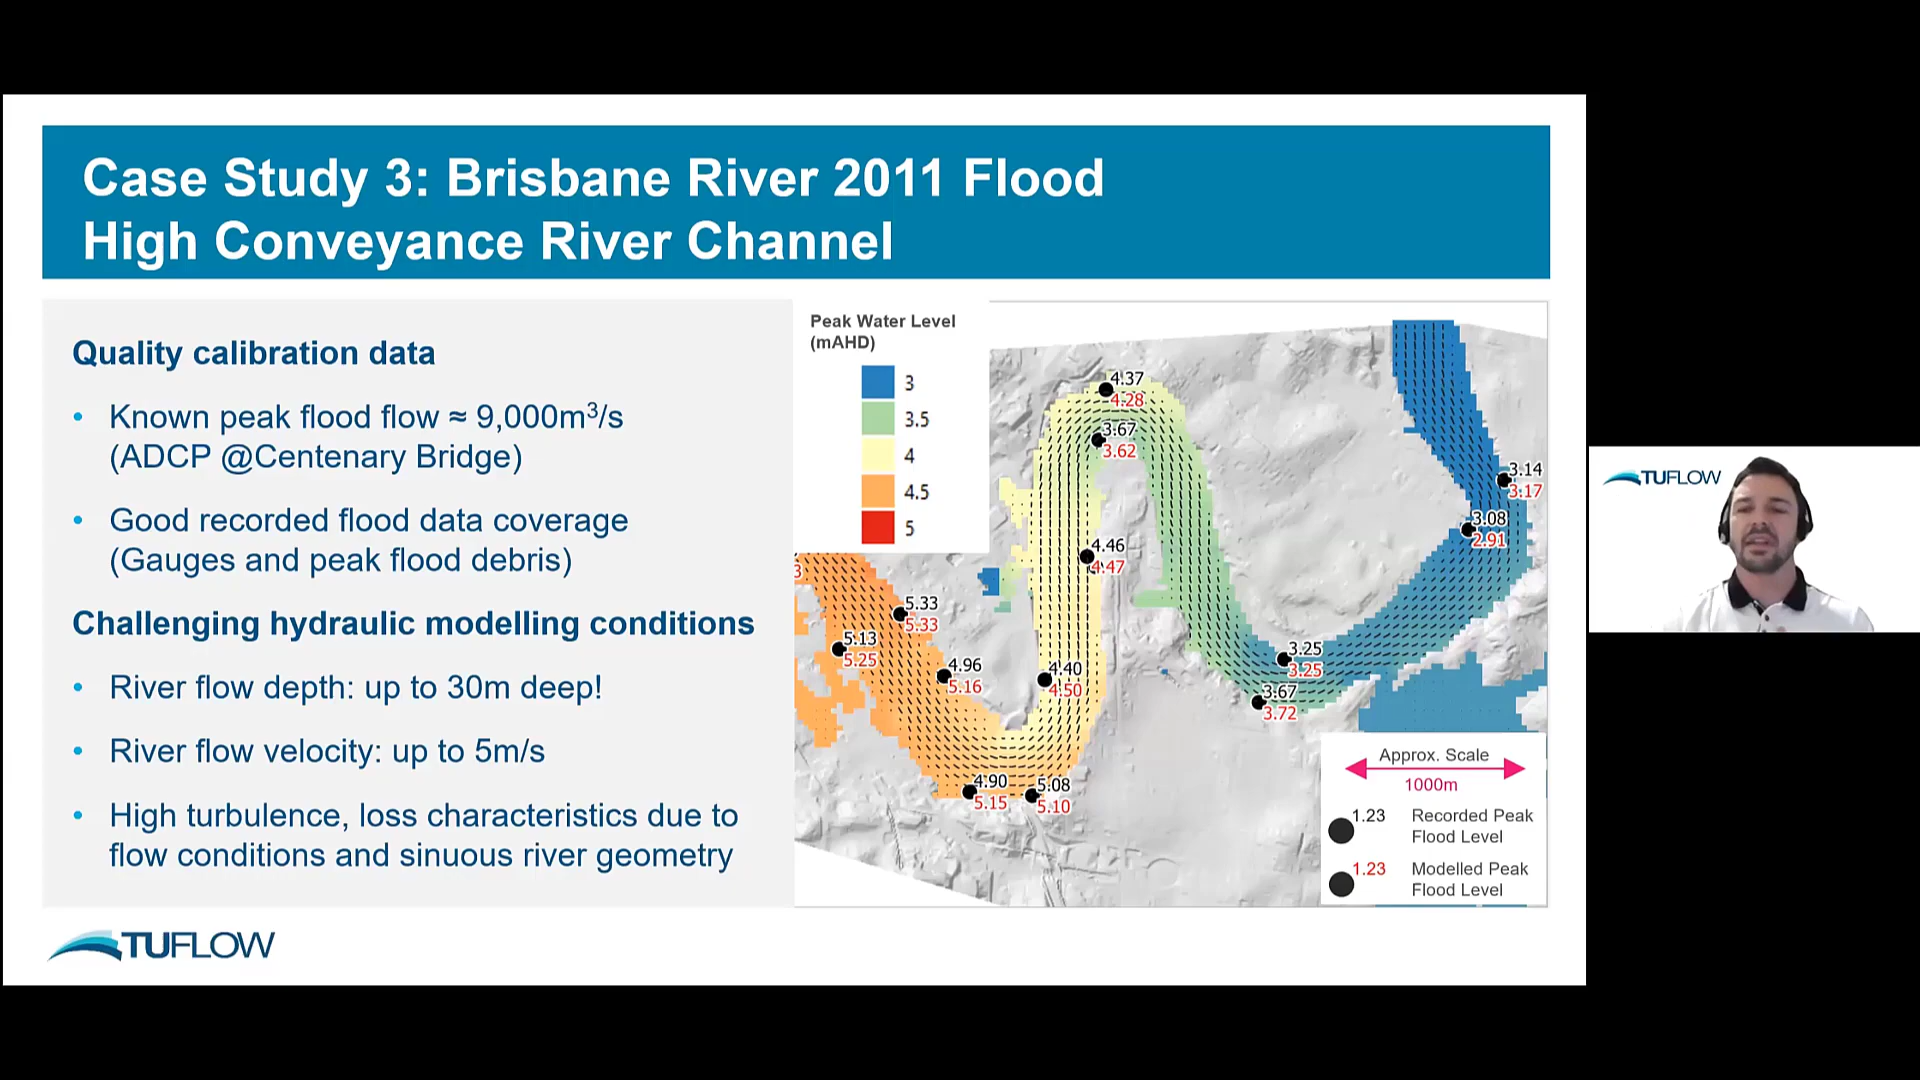 Case Study 3: Brisbane River 2011 Flood
High Conveyance River Channel
Quality calibration data
• Known peak flood flow ≈ 9,000m³/s
(ADCP @Centenary Bridge)
• Good recorded flood data coverage
(Gauges and peak flood debris)
Challenging hydraulic modelling conditions
• River flow depth: up to 30m deep!
• River flow velocity: up to 5m/s
• High turbulence, loss characteristics due to
flow conditions and sinuous river geometry
TUFLOW
Peak Water Level
(mAHD)
3
3.5
4
4.5
5
4.37
4.28
3.67
3.62
3.14
3.17
3.08
2.91
4.46
4.47
3
5.33
5.33
5.13
5.25
4.96
5.16
4.40
4.50
3.25
3.25
3.67
3.72
4.90
5.15
5.08
5.10
Approx. Scale
1000m
1.23 Recorded Peak
Flood Level
1.23 Modelled Peak
Flood Level
TUFLOW